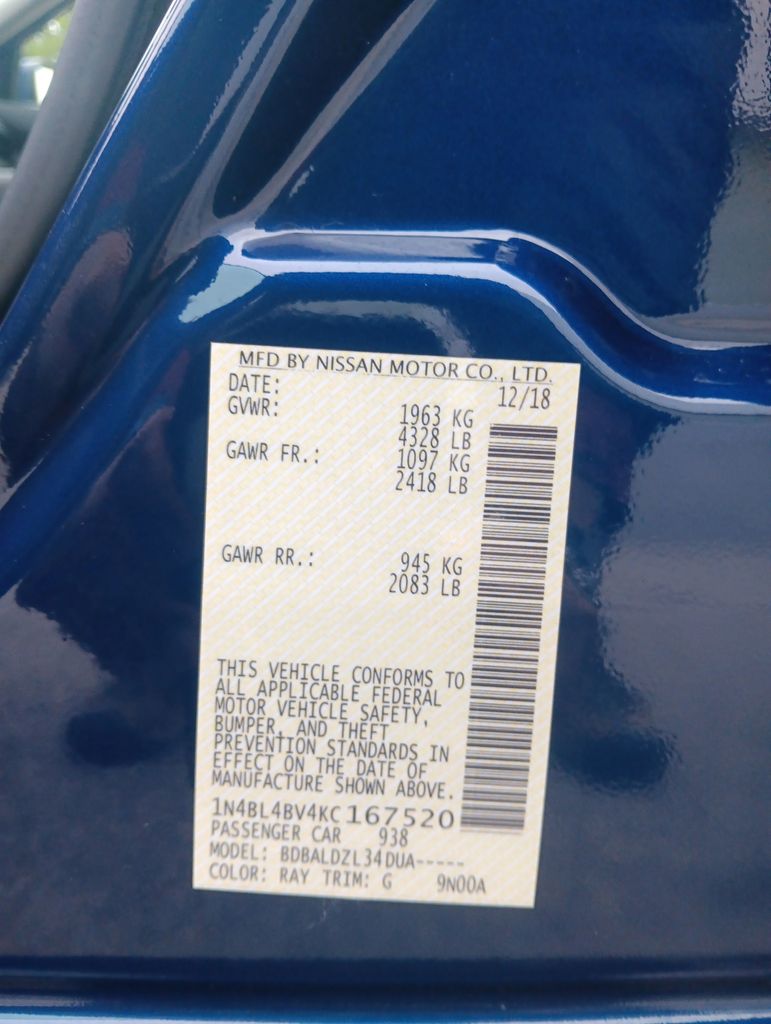 MFD BY NISSAN MOTOR CO., LTD.
DATE: 12/18
GVWR: 1963 KG
4328 LB
GAWR FR.: 1097 KG
2418 LB
GAWR RR.: 945 KG
2083 LB
THIS VEHICLE CONFORMS TO
ALL APPLICABLE FEDERAL
MOTOR VEHICLE SAFETY,
BUMPER, AND THEFT
PREVENTION STANDARDS IN
EFFECT ON THE DATE OF
MANUFACTURE SHOWN ABOVE.
1N4BL4BV4KC167520
PASSENGER CAR 938
MODEL: BDBALDZL34DUA-----
COLOR: RAY TRIM: G 9N00A